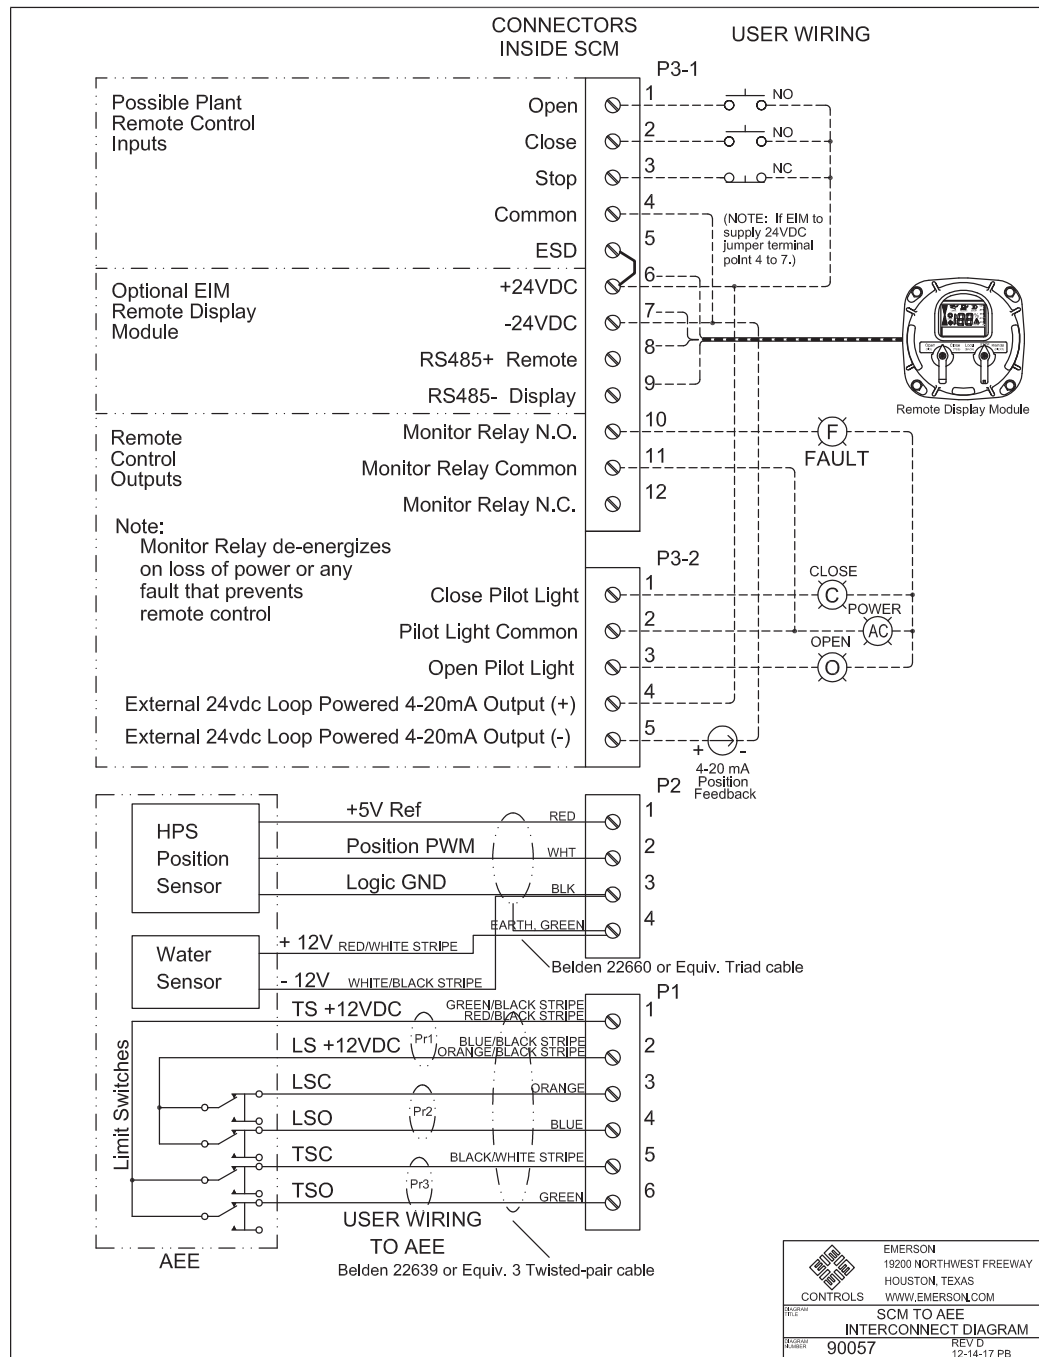 CONNECTORS
INSIDE SCM
USER WIRING
P3-1
Possible Plant
Remote Control
Inputs
Open
1
NO
Close
2
NO
Stop
3
NC
Common
4
(NOTE: If EIM to
supply 24VDC
jumper terminal
point 4 to 7.)
ESD
5
Optional EIM
Remote Display
Module
+24VDC
6
-24VDC
7
RS485+ Remote
8
RS485- Display
9
Remote Display Module
Remote
Control
Outputs
Monitor Relay N.O.
10
F
FAULT
Monitor Relay Common
11
Monitor Relay N.C.
12
Note:
Monitor Relay de-energizes
on loss of power or any
fault that prevents
remote control
P3-2
Close Pilot Light
1
CLOSE
C
Pilot Light Common
2
POWER
AC
Open Pilot Light
3
OPEN
O
External 24vdc Loop Powered 4-20mA Output (+)
4
External 24vdc Loop Powered 4-20mA Output (-)
5
+ -
4-20 mA
Position
Feedback
P2
HPS
Position
Sensor
+5V Ref
RED
1
Position PWM
WHT
2
Logic GND
BLK
3
EARTH, GREEN
4
Water
Sensor
+ 12V RED/WHITE STRIPE
- 12V WHITE/BLACK STRIPE
Belden 22660 or Equiv. Triad cable
P1
Limit Switches
TS +12VDC
GREEN/BLACK STRIPE
RED/BLACK STRIPE
1
Pr1
LS +12VDC
BLUE/BLACK STRIPE
ORANGE/BLACK STRIPE
2
LSC
ORANGE
3
Pr2
LSO
BLUE
4
TSC
BLACK/WHITE STRIPE
5
Pr3
TSO
GREEN
6
USER WIRING
TO AEE
AEE
Belden 22639 or Equiv. 3 Twisted-pair cable
CONTROLS
EMERSON
19200 NORTHWEST FREEWAY
HOUSTON, TEXAS
WWW.EMERSON.COM
DIAGRAM
TITLE
SCM TO AEE
INTERCONNECT DIAGRAM
DIAGRAM
NUMBER
90057
REV D
12-14-17 PB